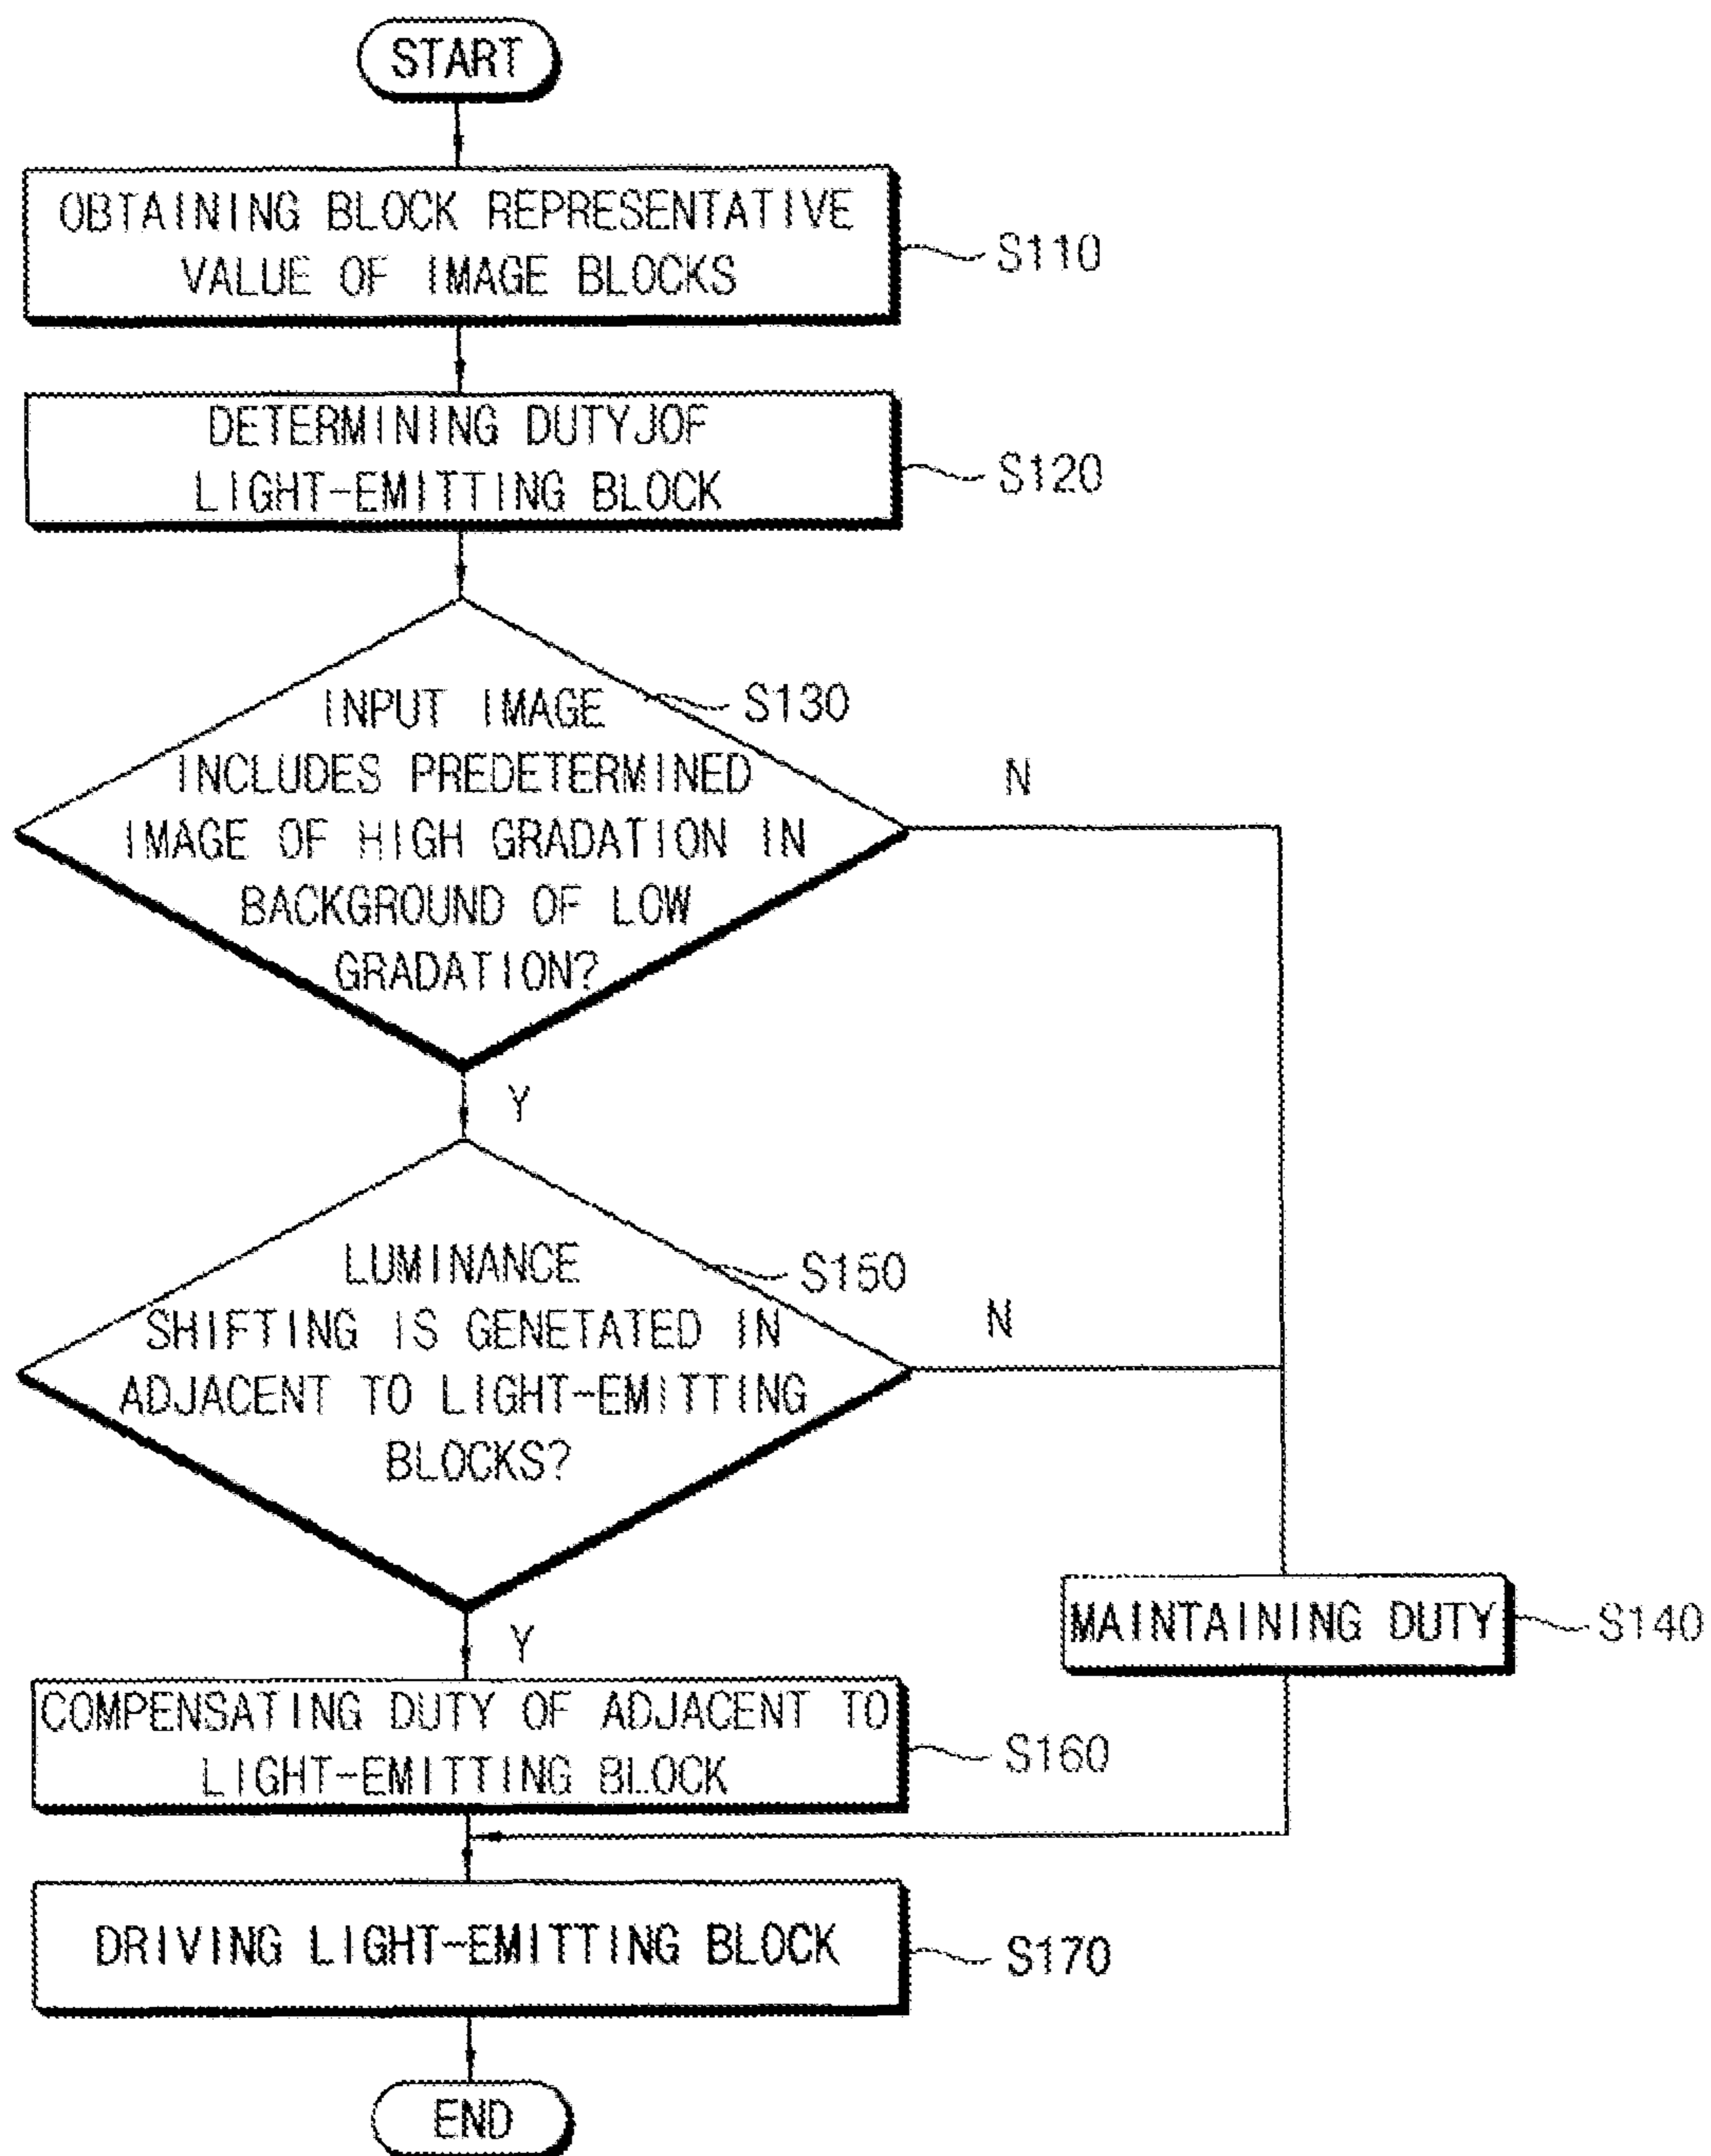 START
OBTAINING BLOCK REPRESENTATIVE
VALUE OF IMAGE BLOCKS
S110
DETERMINING DUTYJOF
LIGHT-EMITTING BLOCK
S120
INPUT IMAGE
INCLUDES PREDETERMINED
IMAGE OF HIGH GRADATION IN
BACKGROUND OF LOW
GRADATION?
S130
N
Y
LUMINANCE
SHIFTING IS GENETATED IN
ADJACENT TO LIGHT-EMITTING
BLOCKS?
S150
N
MAINTAINING DUTY
S140
Y
COMPENSATING DUTY OF ADJACENT TO
LIGHT-EMITTING BLOCK
S160
DRIVING LIGHT-EMITTING BLOCK
S170
END